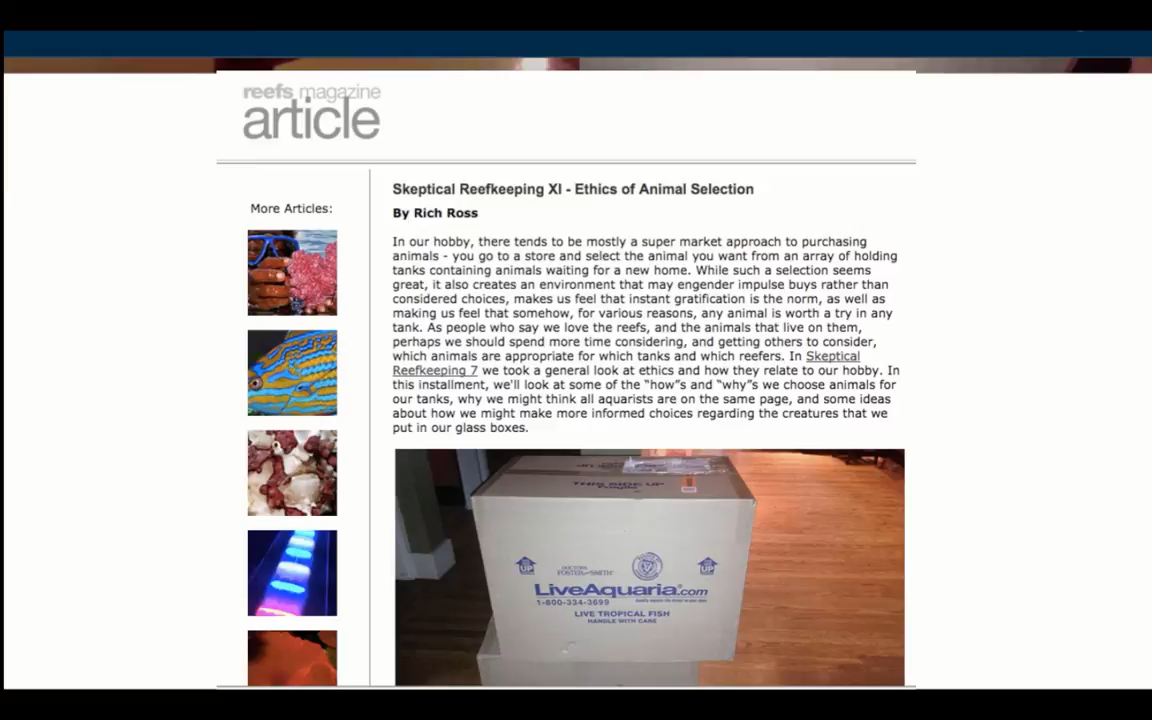 reefs magazine
article
More Articles:
Skeptical Reefkeeping XI - Ethics of Animal Selection
By Rich Ross
In our hobby, there tends to be mostly a super market approach to purchasing
animals - you go to a store and select the animal you want from an array of holding
tanks containing animals waiting for a new home. While such a selection seems
great, it also creates an environment that may engender impulse buys rather than
considered choices, makes us feel that instant gratification is the norm, as well as
making us feel that somehow, for various reasons, any animal is worth a try in any
tank. As people who say we love the reefs, and the animals that live on them,
perhaps we should spend more time considering, and getting others to consider,
which animals are appropriate for which tanks and which reefers. In Skeptical
Reefkeeping 7 we took a general look at ethics and how they relate to our hobby. In
this installment, we'll look at some of the “how”s and “why”s we choose animals for
our tanks, why we might think all aquarists are on the same page, and some ideas
about how we might make more informed choices regarding the creatures that we
put in our glass boxes.
THIS SIDE UP
UP
DOCTORS
FOSTER and SMITH
UP
LiveAquaria.com
1-800-334-3699
LIVE TROPICAL FISH
HANDLE WITH CARE